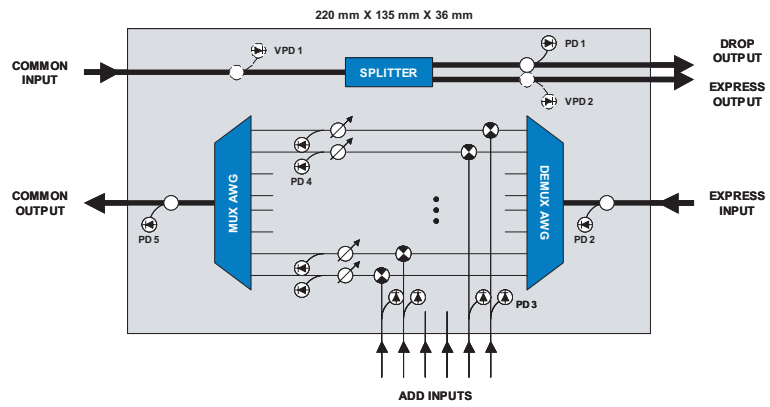 220 mm X 135 mm X 36 mm
VPD 1
PD 1
DROP
OUTPUT
COMMON
INPUT
SPLITTER
EXPRESS
OUTPUT
VPD 2
PD 4
MUX AWG
DEMUX AWG
COMMON
OUTPUT
EXPRESS
INPUT
PD 5
PD 2
PD 3
ADD INPUTS